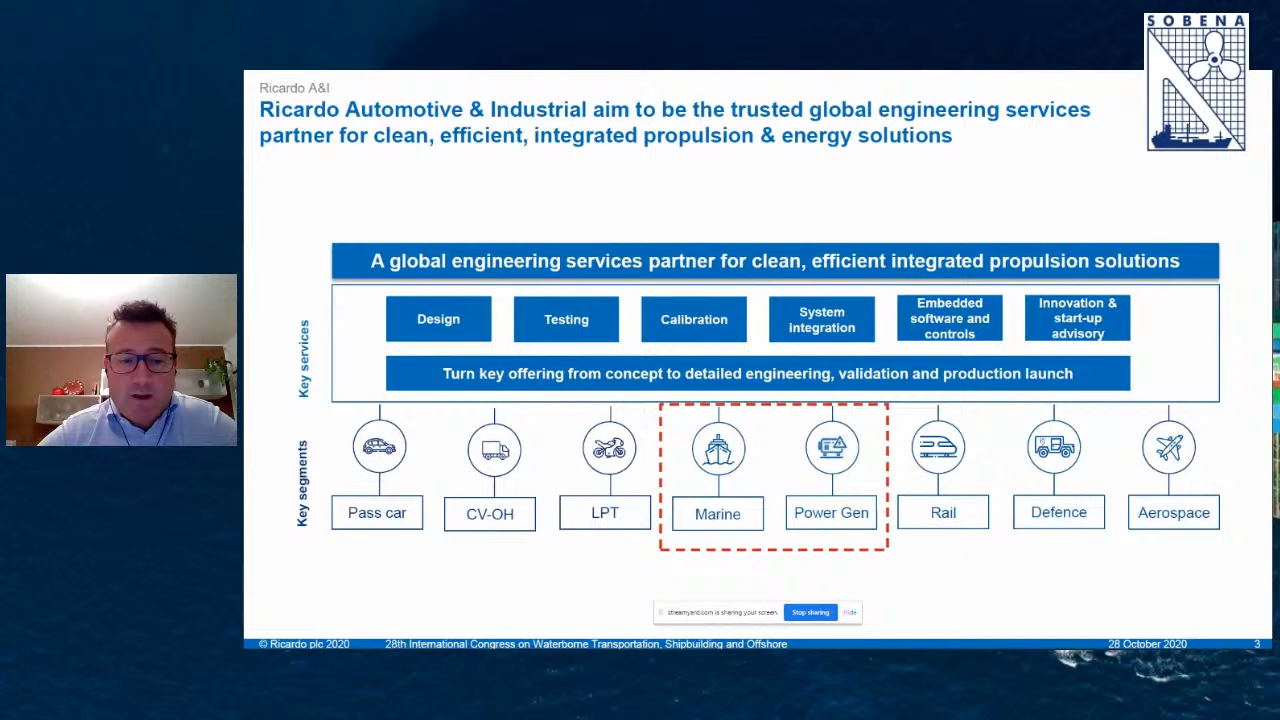 SOBENA
Ricardo A&I
Ricardo Automotive & Industrial aim to be the trusted global engineering services
partner for clean, efficient, integrated propulsion & energy solutions
A global engineering services partner for clean, efficient integrated propulsion solutions
Key services
Design
Testing
Calibration
System
integration
Embedded
software and
controls
Innovation &
start-up
advisory
Turn key offering from concept to detailed engineering, validation and production launch
Key segments
Pass car
CV-OH
LPT
Marine
Power Gen
Rail
Defence
Aerospace
streamyard.com is sharing your screen.
Stop sharing
Hide
© Ricardo plc 2020
28th International Congress on Waterborne Transportation, Shipbuilding and Offshore
28 October 2020
3